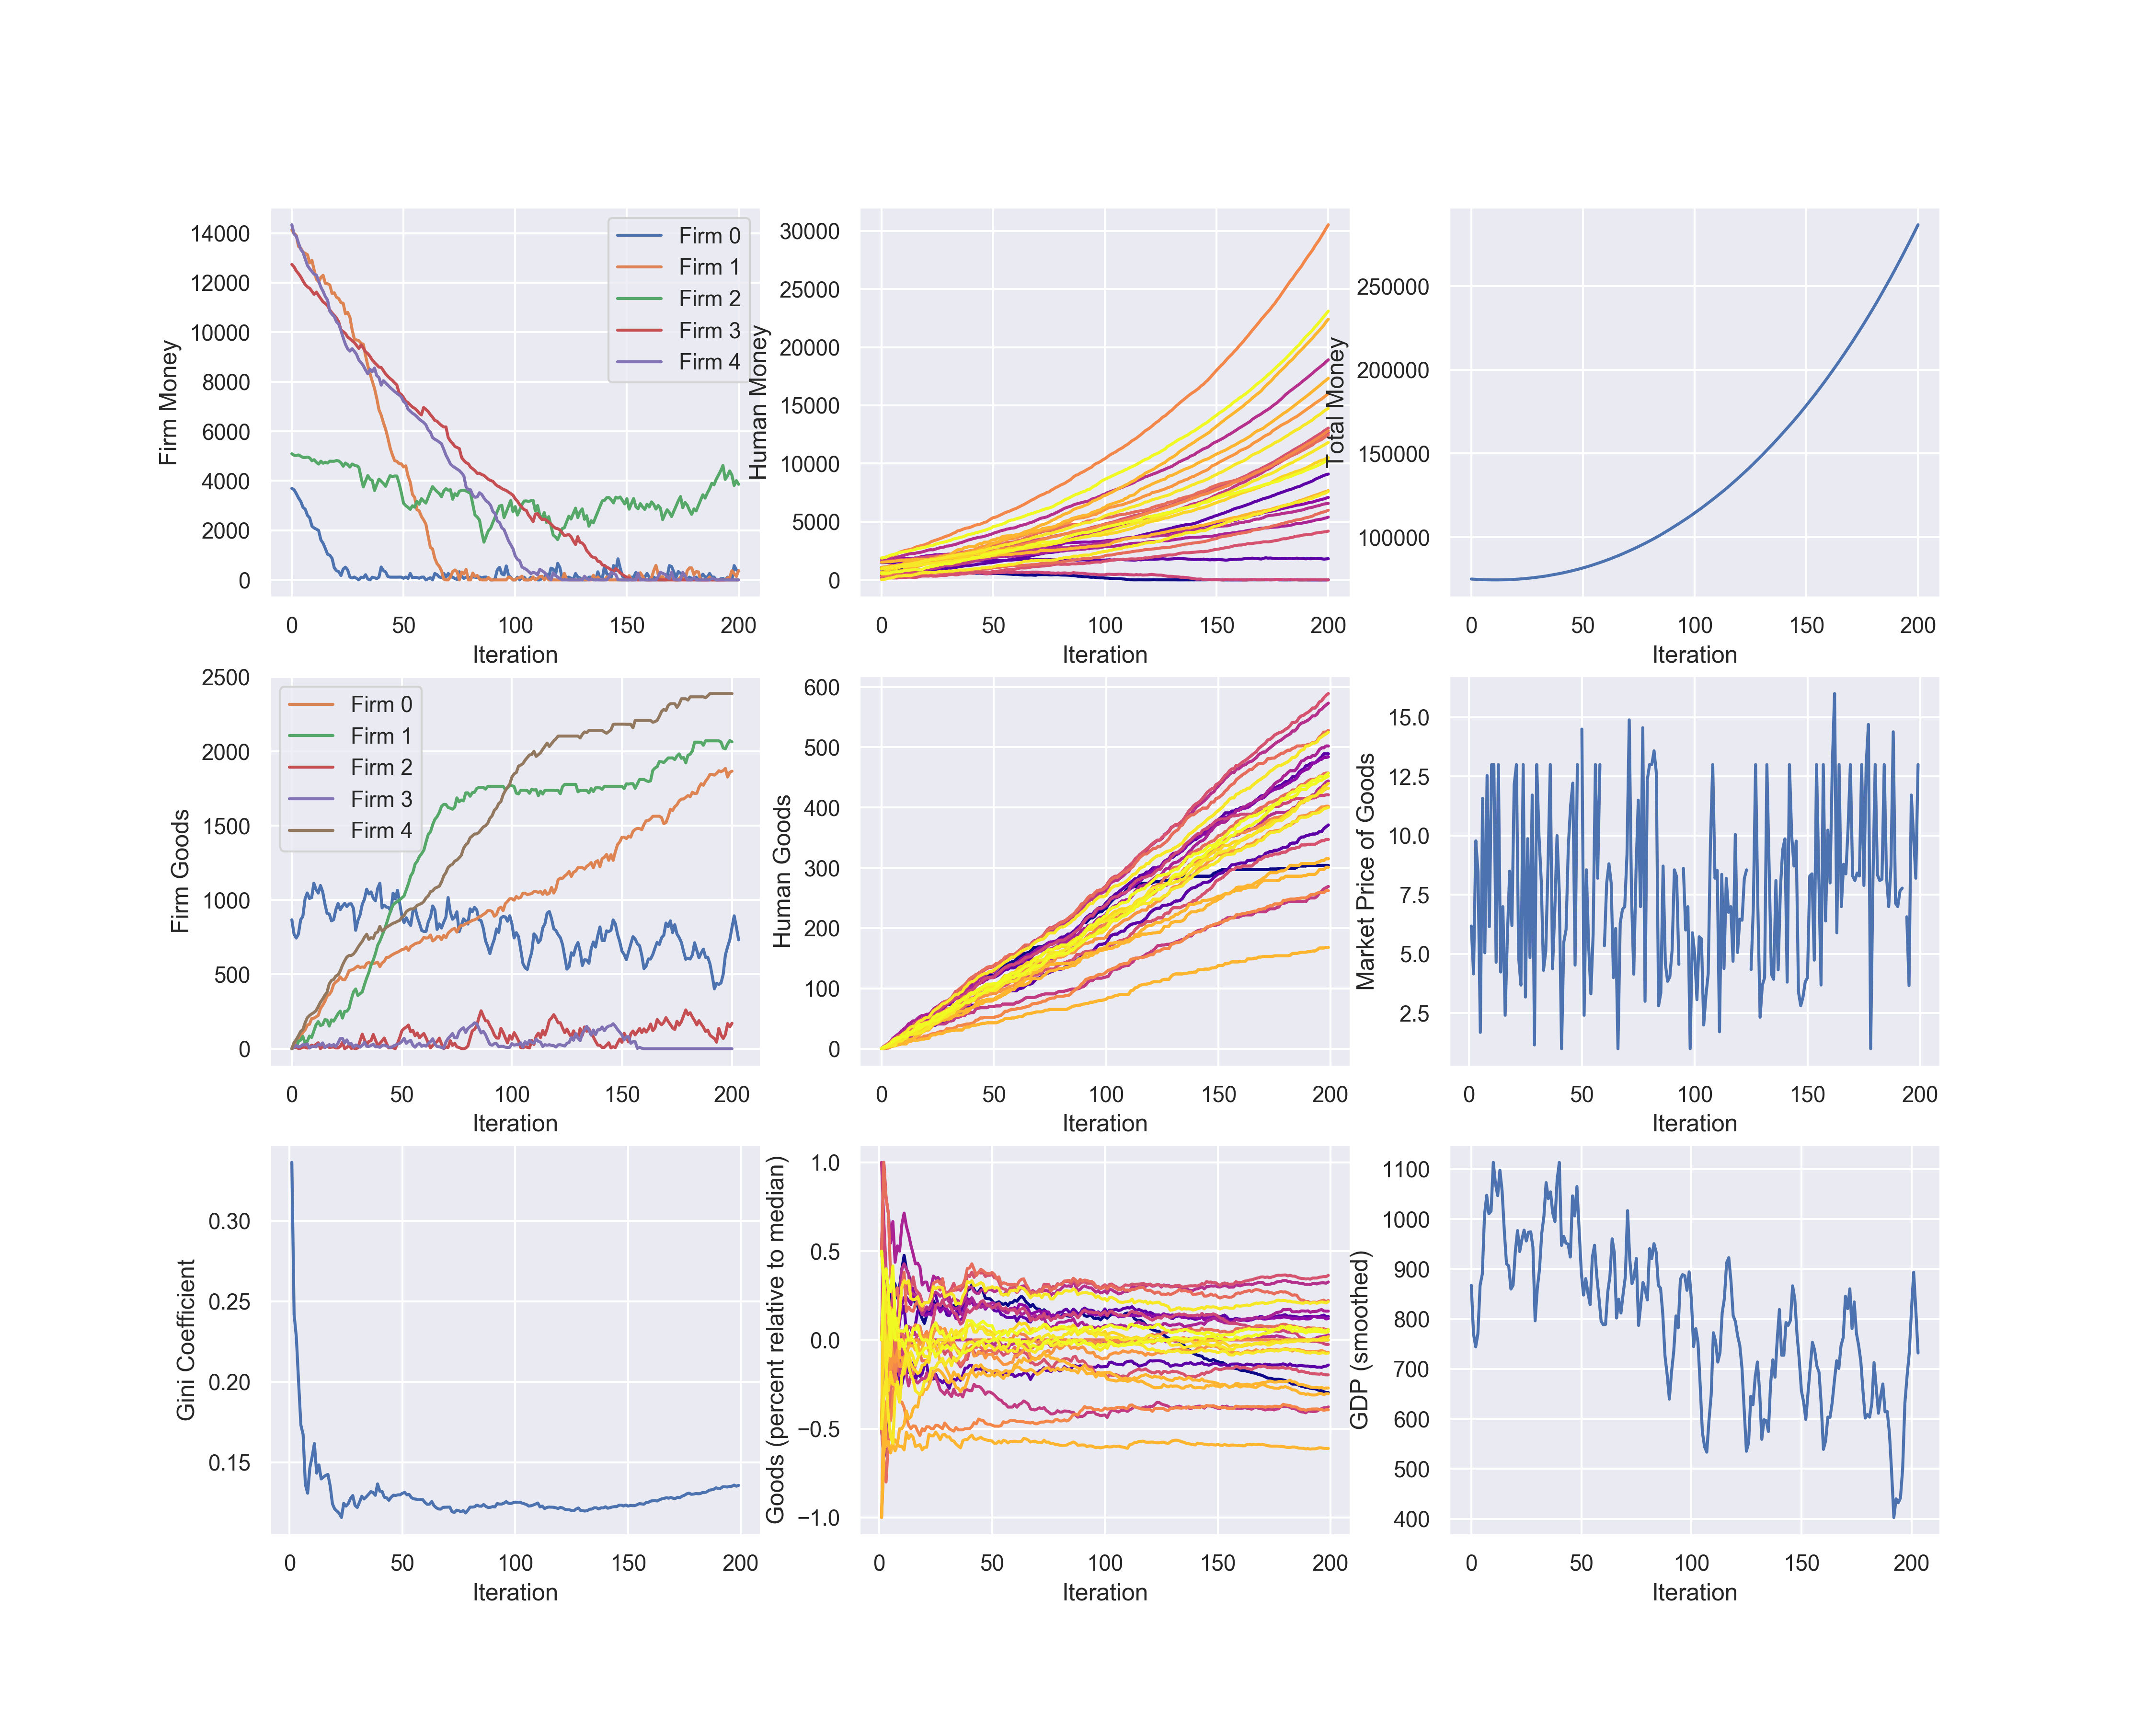 Firm Money
14000
12000
10000
8000
6000
4000
2000
0
Firm 0
Firm 1
Firm 2
Firm 3
Firm 4
0 50 100 150 200
Iteration
Human Money
30000
25000
20000
15000
10000
5000
0
0 50 100 150 200
Iteration
Total Money
250000
200000
150000
100000
0 50 100 150 200
Iteration
Firm Goods
2500
2000
1500
1000
500
0
Firm 0
Firm 1
Firm 2
Firm 3
Firm 4
0 50 100 150 200
Iteration
Human Goods
600
500
400
300
200
100
0
0 50 100 150 200
Iteration
Market Price of Goods
15.0
12.5
10.0
7.5
5.0
2.5
0 50 100 150 200
Iteration
Gini Coefficient
0.30
0.25
0.20
0.15
0 50 100 150 200
Iteration
Goods (percent relative to median)
1.0
0.5
0.0
−0.5
−1.0
0 50 100 150 200
Iteration
GDP (smoothed)
1100
1000
900
800
700
600
500
400
0 50 100 150 200
Iteration